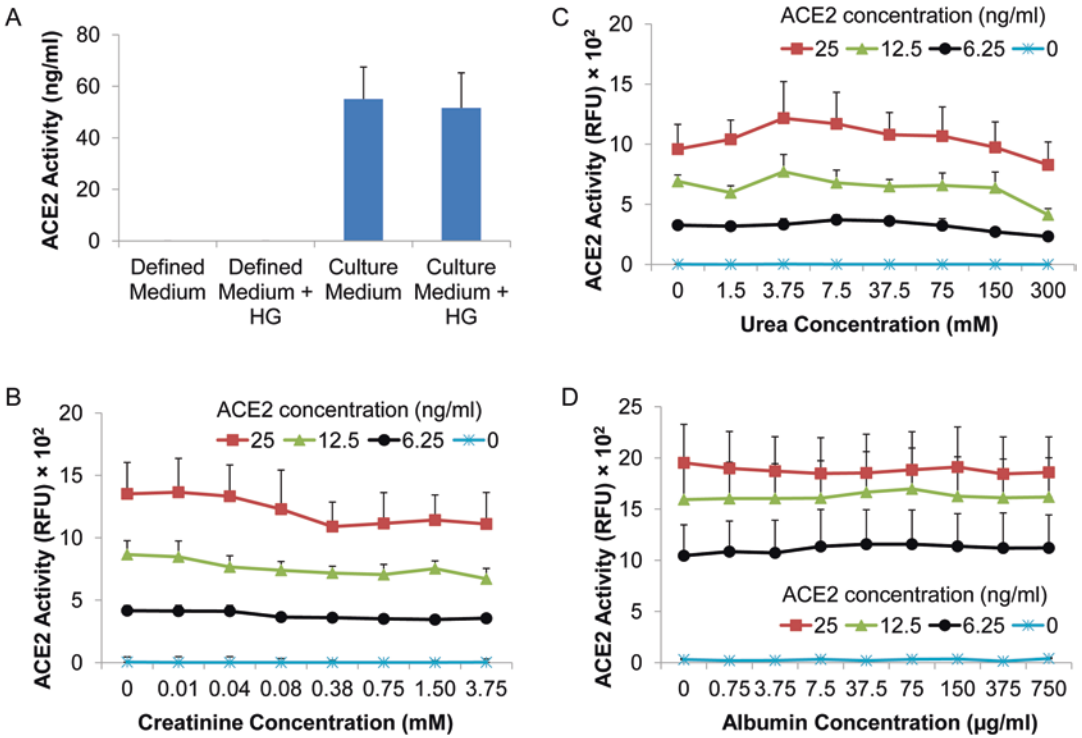 A
ACE2 Activity (ng/ml)
80
60
40
20
0
Defined Medium
Defined Medium + HG
Culture Medium
Culture Medium + HG
C
ACE2 concentration (ng/ml)
25 12.5 6.25 0
ACE2 Activity (RFU) × 10²
20
15
10
5
0
0 1.5 3.75 7.5 37.5 75 150 300
Urea Concentration (mM)
B
ACE2 concentration (ng/ml)
25 12.5 6.25 0
ACE2 Activity (RFU) × 10²
20
15
10
5
0
0 0.01 0.04 0.08 0.38 0.75 1.50 3.75
Creatinine Concentration (mM)
D
ACE2 Activity (RFU) × 10²
25
20
15
10
5
0
ACE2 concentration (ng/ml)
25 12.5 6.25 0
0 0.75 3.75 7.5 37.5 75 150 375 750
Albumin Concentration (µg/ml)